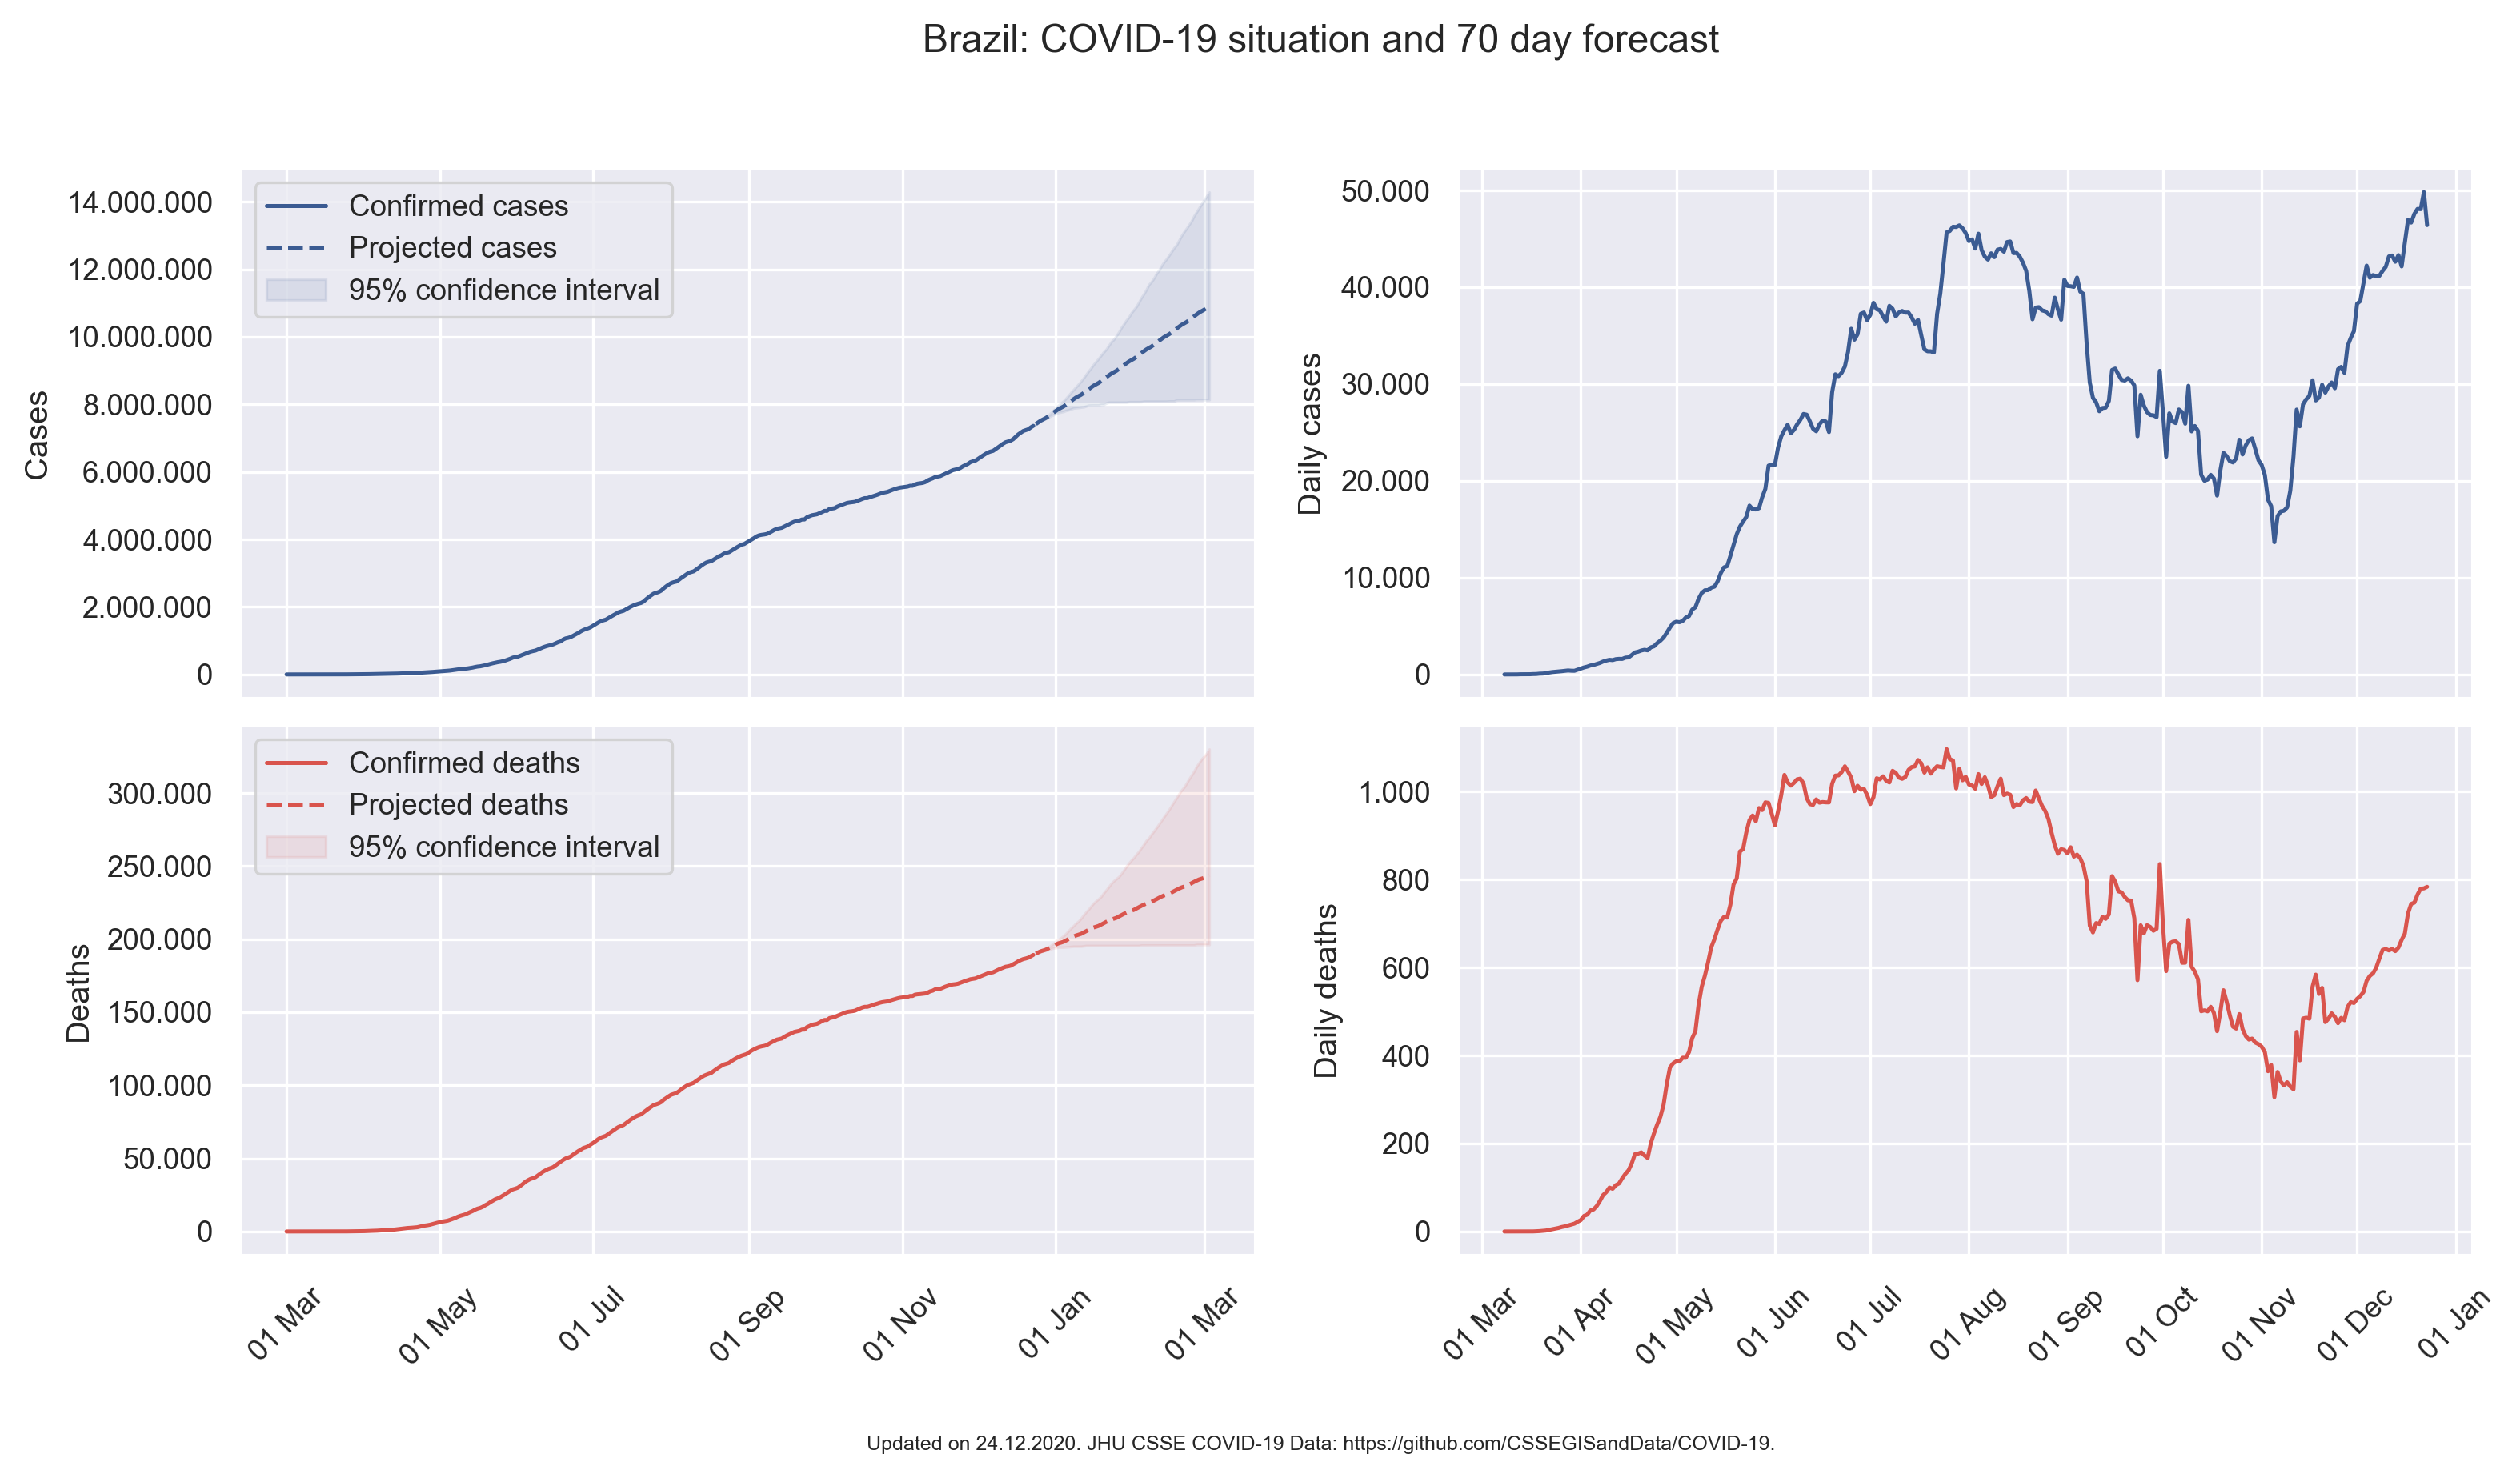 Brazil: COVID-19 situation and 70 day forecast
14.000.000
12.000.000
10.000.000
8.000.000
6.000.000
4.000.000
2.000.000
0
Cases
Confirmed cases
Projected cases
95% confidence interval
50.000
40.000
30.000
20.000
10.000
0
Daily cases
300.000
250.000
200.000
150.000
100.000
50.000
0
Deaths
Confirmed deaths
Projected deaths
95% confidence interval
01 Mar
01 May
01 Jul
01 Sep
01 Nov
01 Jan
01 Mar
1.000
800
600
400
200
0
Daily deaths
01 Mar
01 Apr
01 May
01 Jun
01 Jul
01 Aug
01 Sep
01 Oct
01 Nov
01 Dec
01 Jan
Updated on 24.12.2020. JHU CSSE COVID-19 Data: https://github.com/CSSEGISandData/COVID-19.